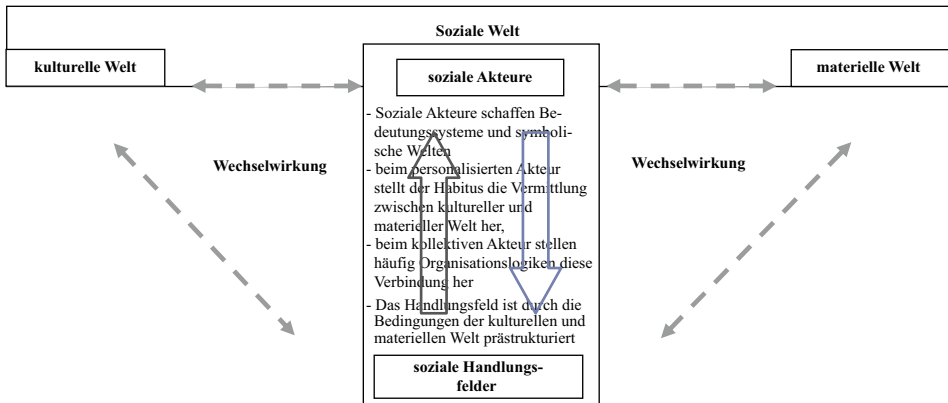 Soziale Welt
kulturelle Welt
soziale Akteure
materielle Welt
- Soziale Akteure schaffen Be-
deutungssysteme und symboli-
sche Welten
- beim personalisierten Akteur
stellt der Habitus die Vermittlung
zwischen kultureller und
materieller Welt her,
- beim kollektiven Akteur stellen
häufig Organisationslogiken diese
Verbindung her
- Das Handlungsfeld ist durch die
Bedingungen der kulturellen und
materiellen Welt prästrukturiert
Wechselwirkung
Wechselwirkung
soziale Handlungs-
felder